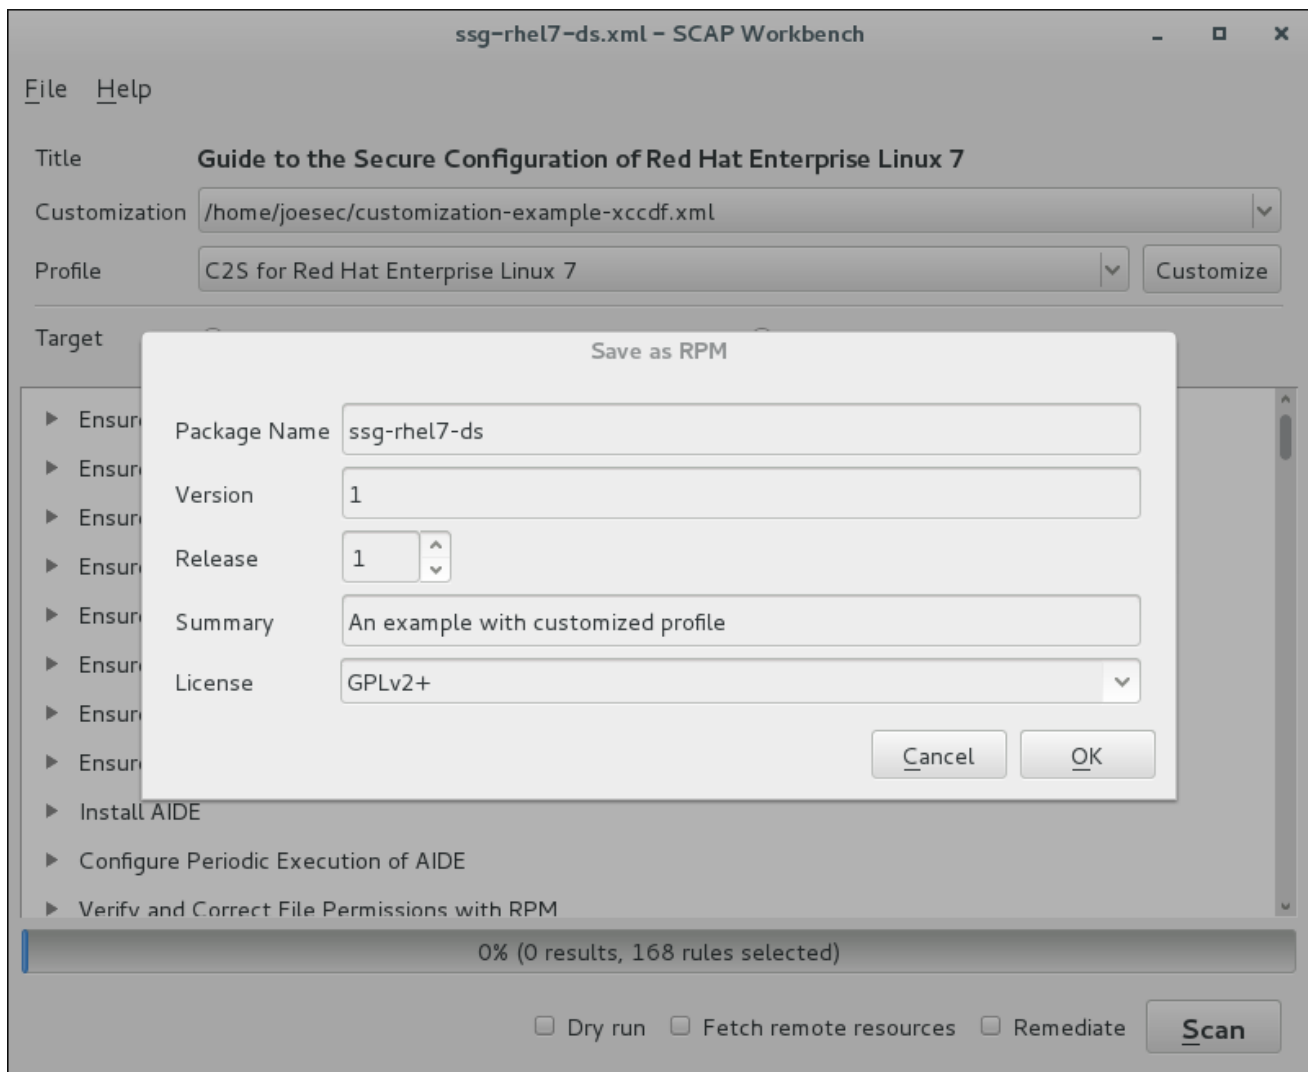 ssg-rhel7-ds.xml – SCAP Workbench
File Help
Title Guide to the Secure Configuration of Red Hat Enterprise Linux 7
Customization /home/joesec/customization-example-xccdf.xml
Profile C2S for Red Hat Enterprise Linux 7 Customize
Target
Save as RPM
Package Name ssg-rhel7-ds
Version 1
Release 1
Summary An example with customized profile
License GPLv2+
Cancel OK
Install AIDE
Configure Periodic Execution of AIDE
Verify and Correct File Permissions with RPM
0% (0 results, 168 rules selected)
Dry run Fetch remote resources Remediate Scan